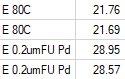 E 80C 21.76
E 80C 21.69
E 0.2umFU Pd 28.95
E 0.2umFU Pd 28.57